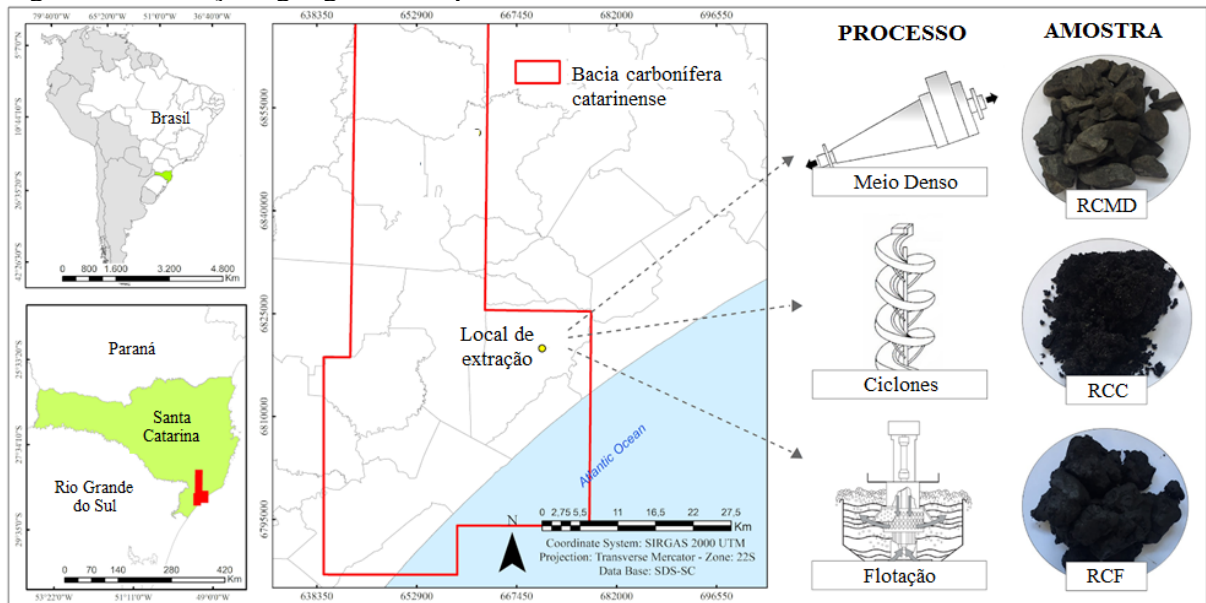 79°40'0"W 65°20'0"W 51°0'0"W 36°40'0"W
5°7'0"N
10°44'10"S
26°35'20"S
42°26'30"S
Brasil
0 800 1.600 3.200 4.800
Km
Paraná
Santa
Catarina
Rio Grande
do Sul
25°33'20"S
27°34'10"S
29°35'0"S
0 70 140 280 420
Km
53°22'0"W 51°11'0"W 49°0'0"W
638350 652900 667450 682000 696550
6855000
6840000
6825000
6810000
6795000
Bacia carbonífera
catarinense
Local de
extração
Atlantic Ocean
N
0 2,75 5,5 11 16,5 22 27,5
Km
Coordinate System: SIRGAS 2000 UTM
Projection: Transverse Mercator - Zone: 22S
Data Base: SDS-SC
638350 652900 667450 682000 696550
PROCESSO AMOSTRA
Meio Denso
RCMD
Ciclones
RCC
Flotação
RCF